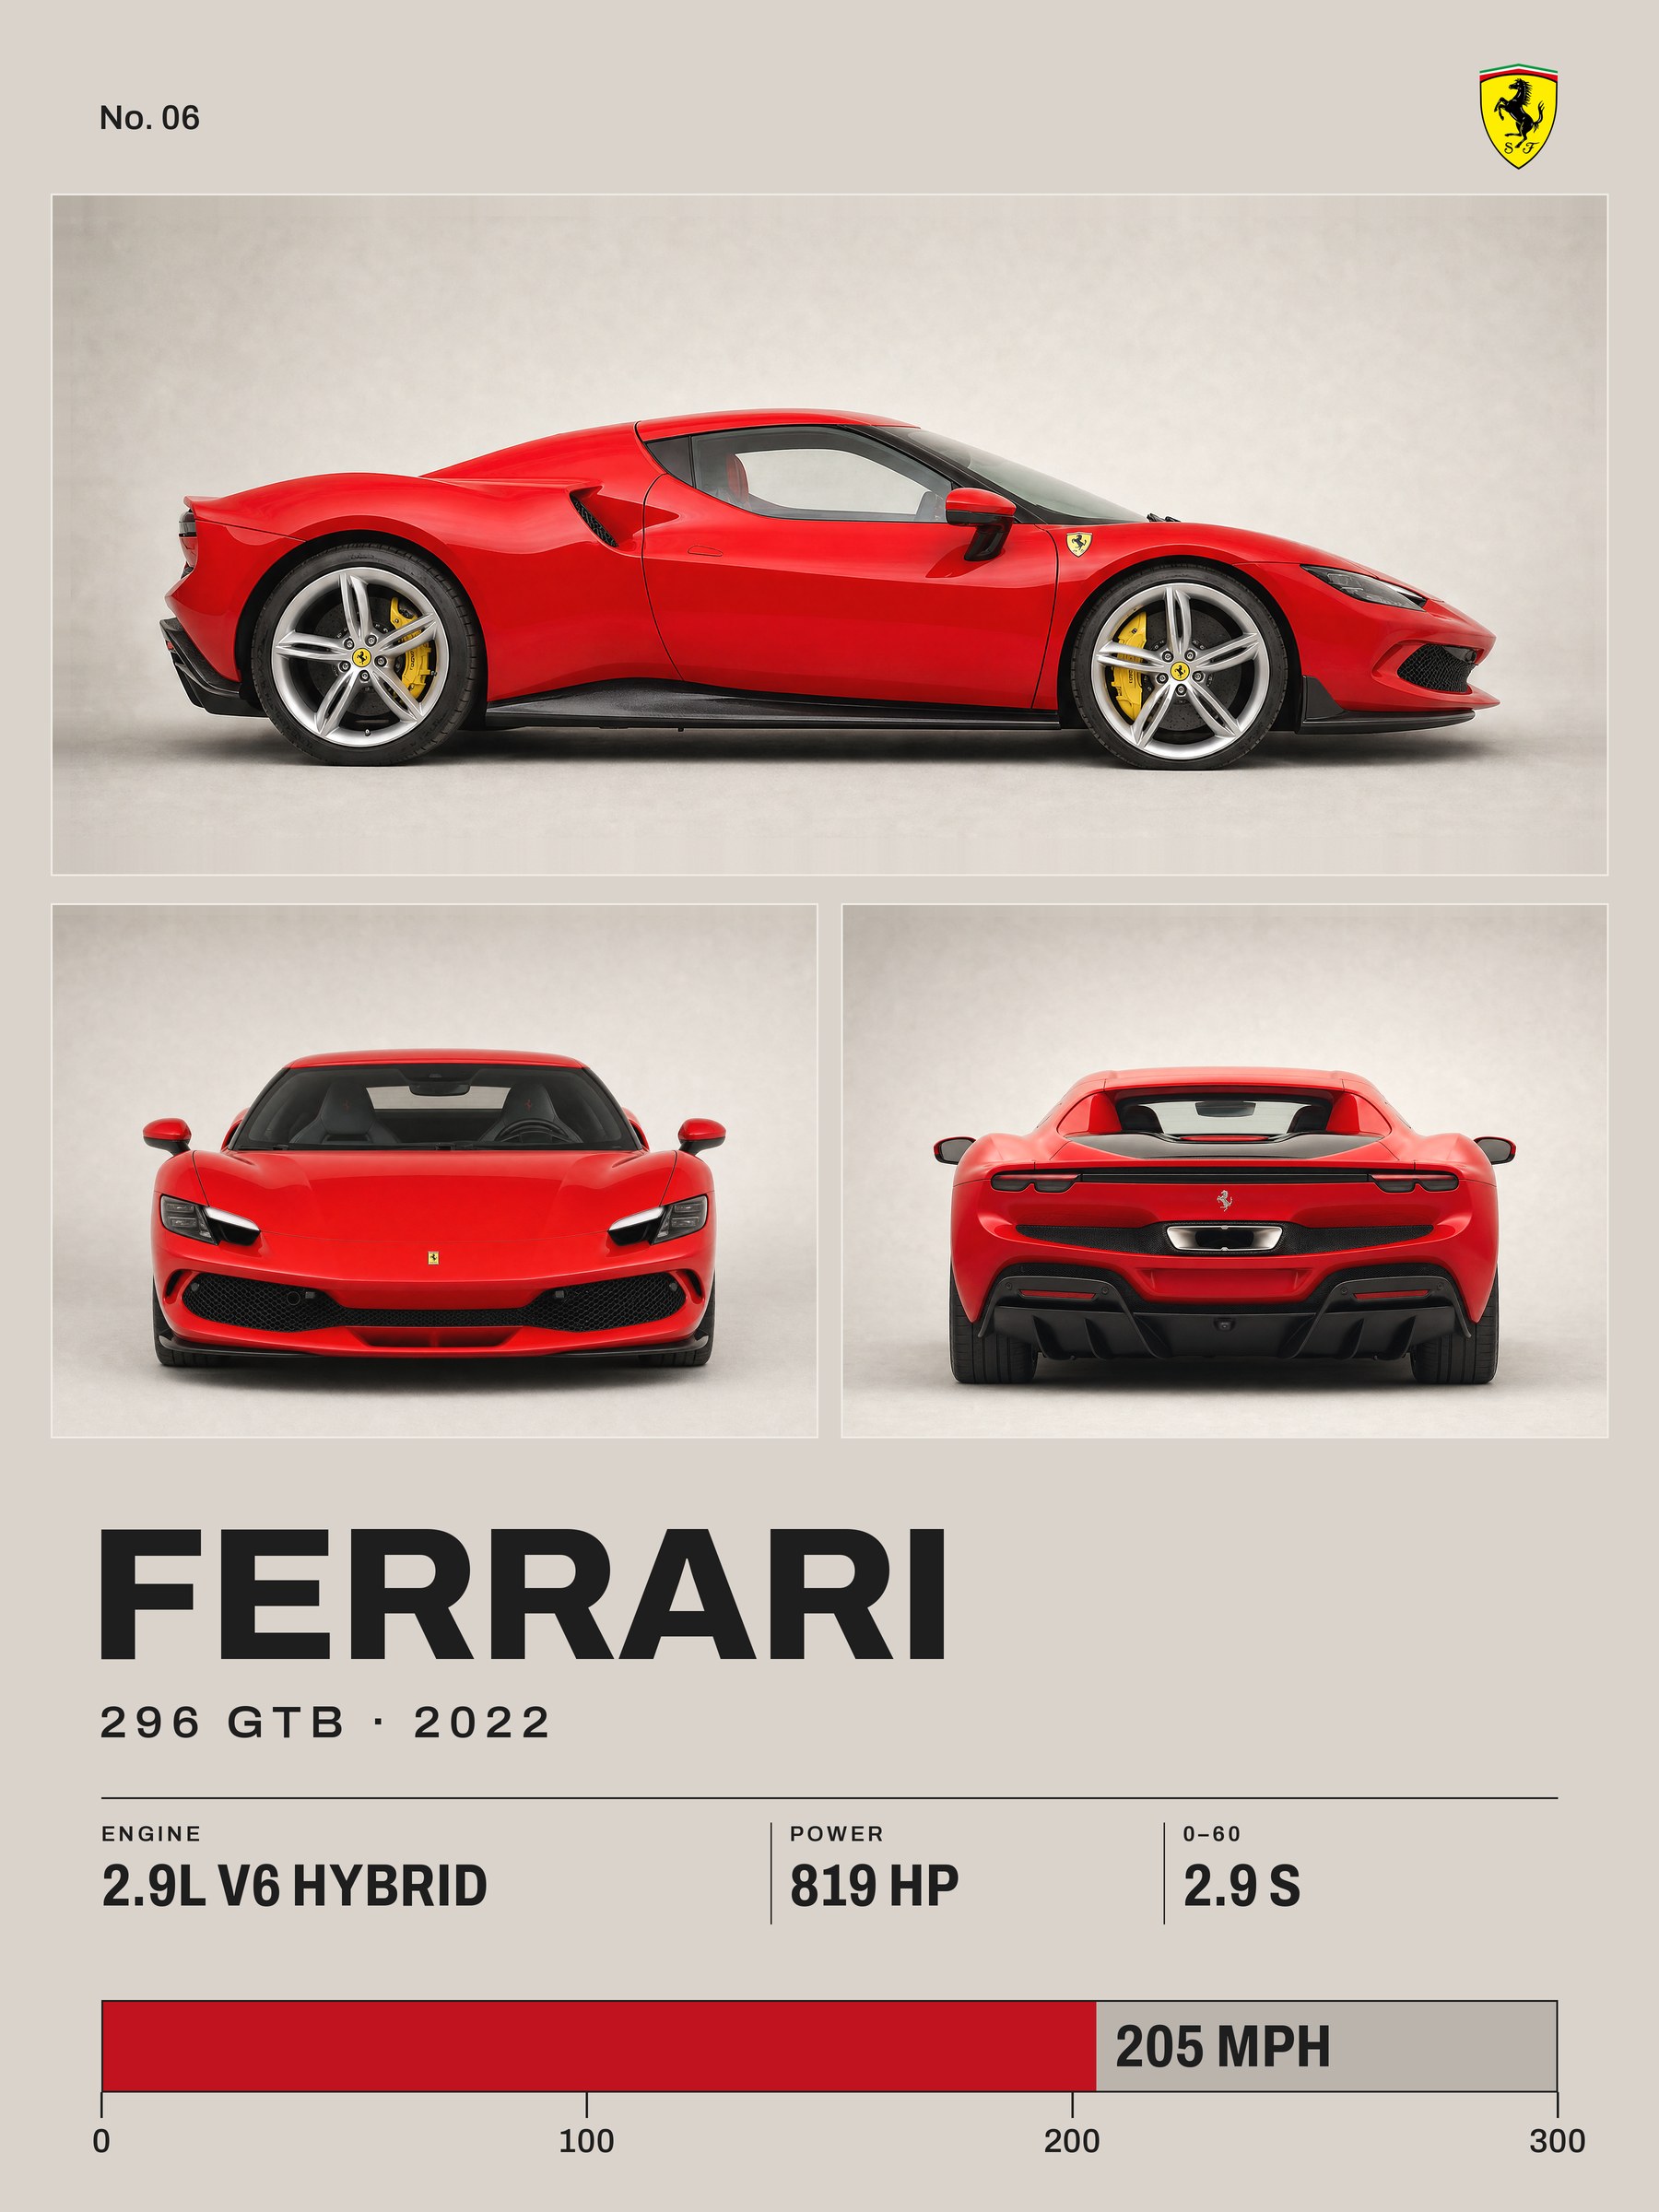 No. 06
S F
FERRARI
296 GTB · 2022
ENGINE
2.9L V6 HYBRID
POWER
819 HP
0–60
2.9 S
205 MPH
0 100 200 300